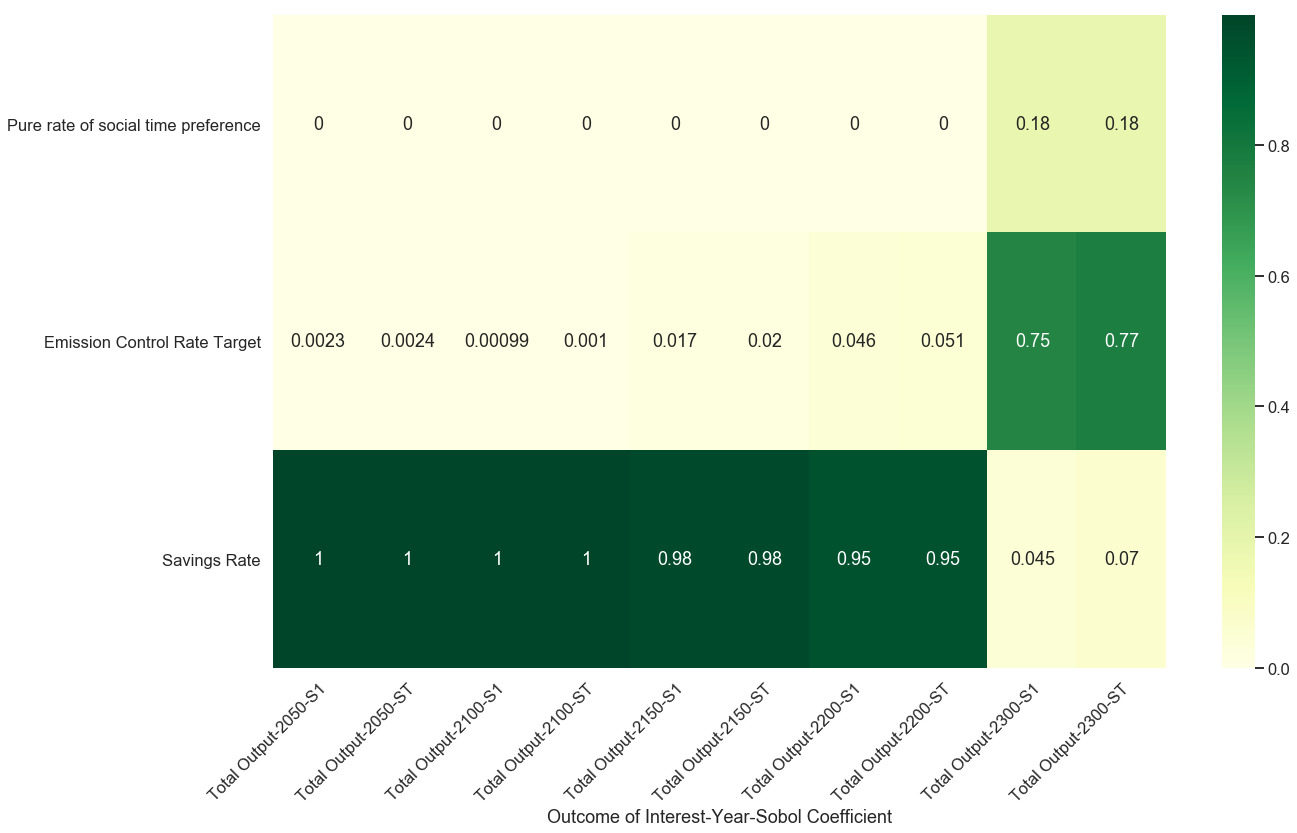 Pure rate of social time preference
0 0 0 0 0 0 0 0 0.18 0.18
Emission Control Rate Target
0.0023 0.0024 0.00099 0.001 0.017 0.02 0.046 0.051 0.75 0.77
Savings Rate
1 1 1 1 0.98 0.98 0.95 0.95 0.045 0.07
Total Output-2050-S1
Total Output-2050-ST
Total Output-2100-S1
Total Output-2100-ST
Total Output-2150-S1
Total Output-2150-ST
Total Output-2200-S1
Total Output-2200-ST
Total Output-2300-S1
Total Output-2300-ST
Outcome of Interest-Year-Sobol Coefficient
0.8
0.6
0.4
0.2
0.0